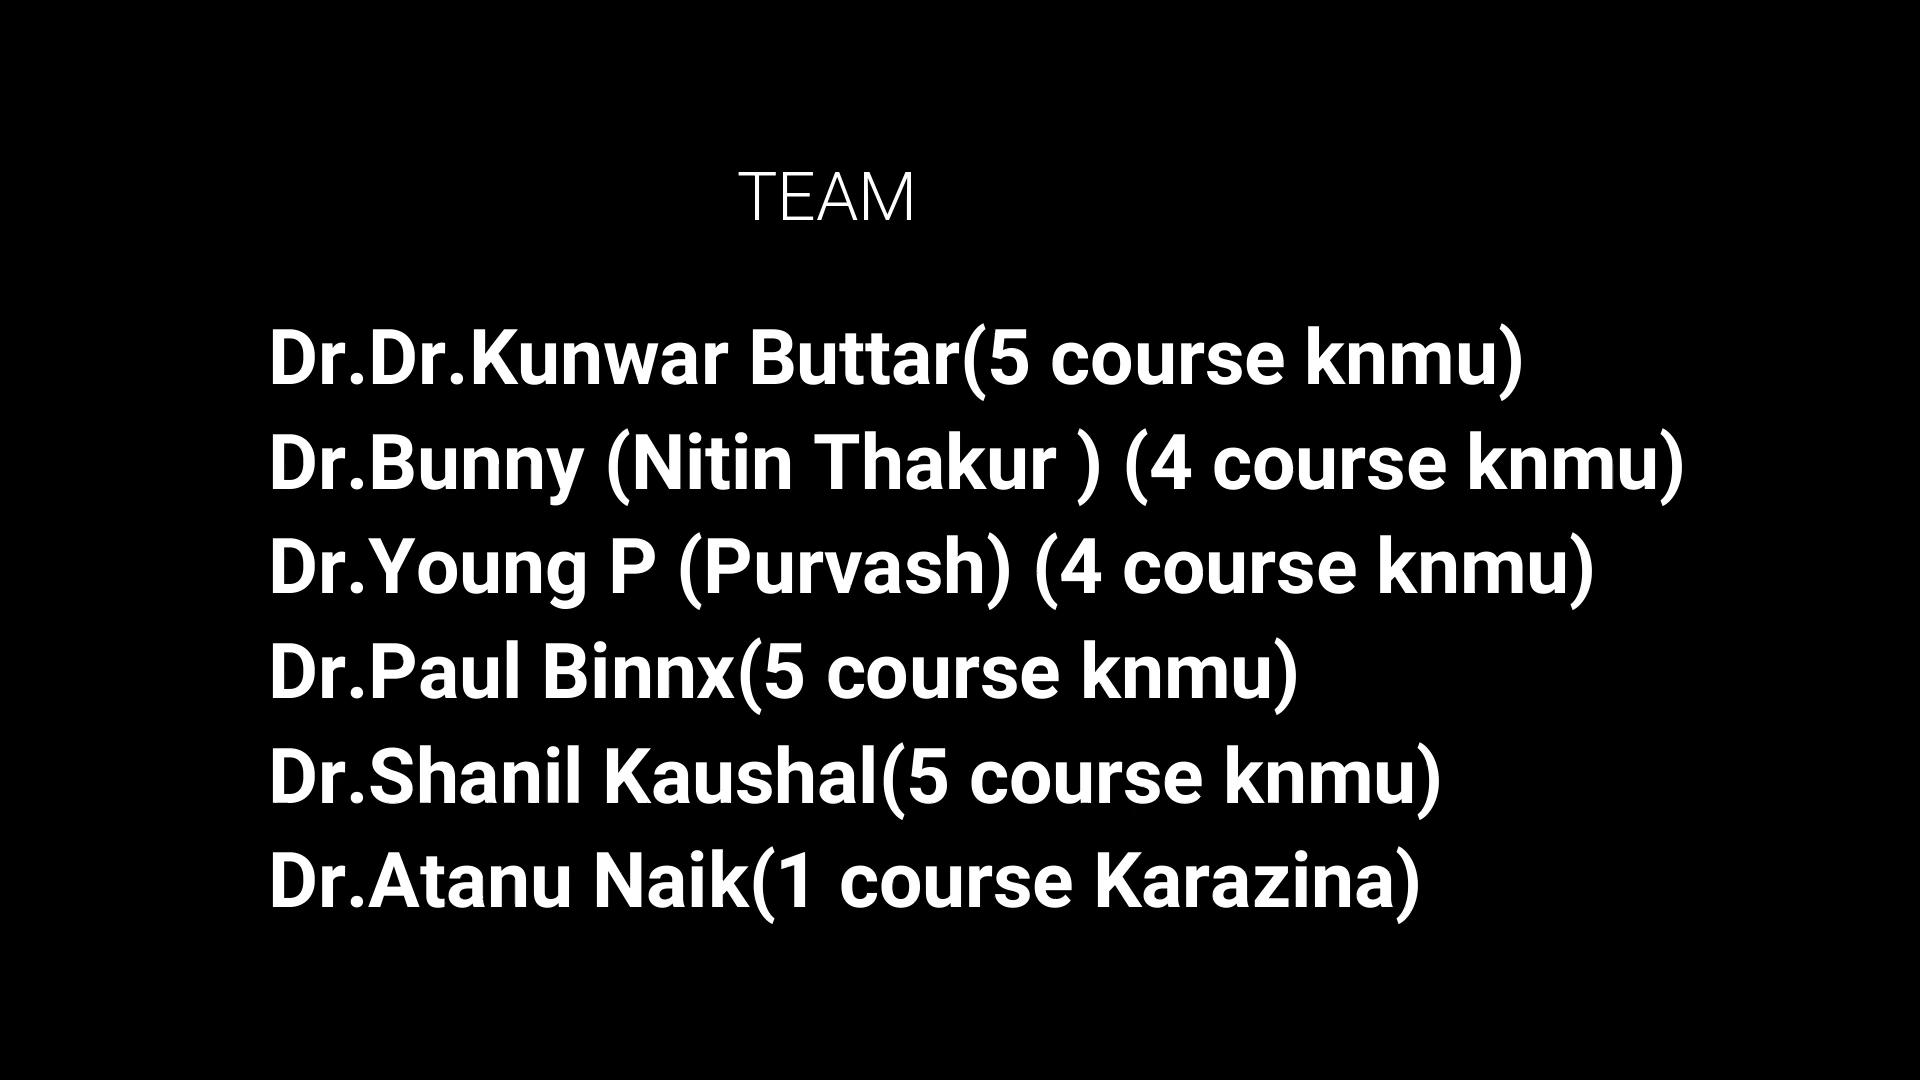 TEAM
Dr.Dr.Kunwar Buttar(5 course knmu)
Dr.Bunny (Nitin Thakur ) (4 course knmu)
Dr.Young P (Purvash) (4 course knmu)
Dr.Paul Binnx(5 course knmu)
Dr.Shanil Kaushal(5 course knmu)
Dr.Atanu Naik(1 course Karazina)